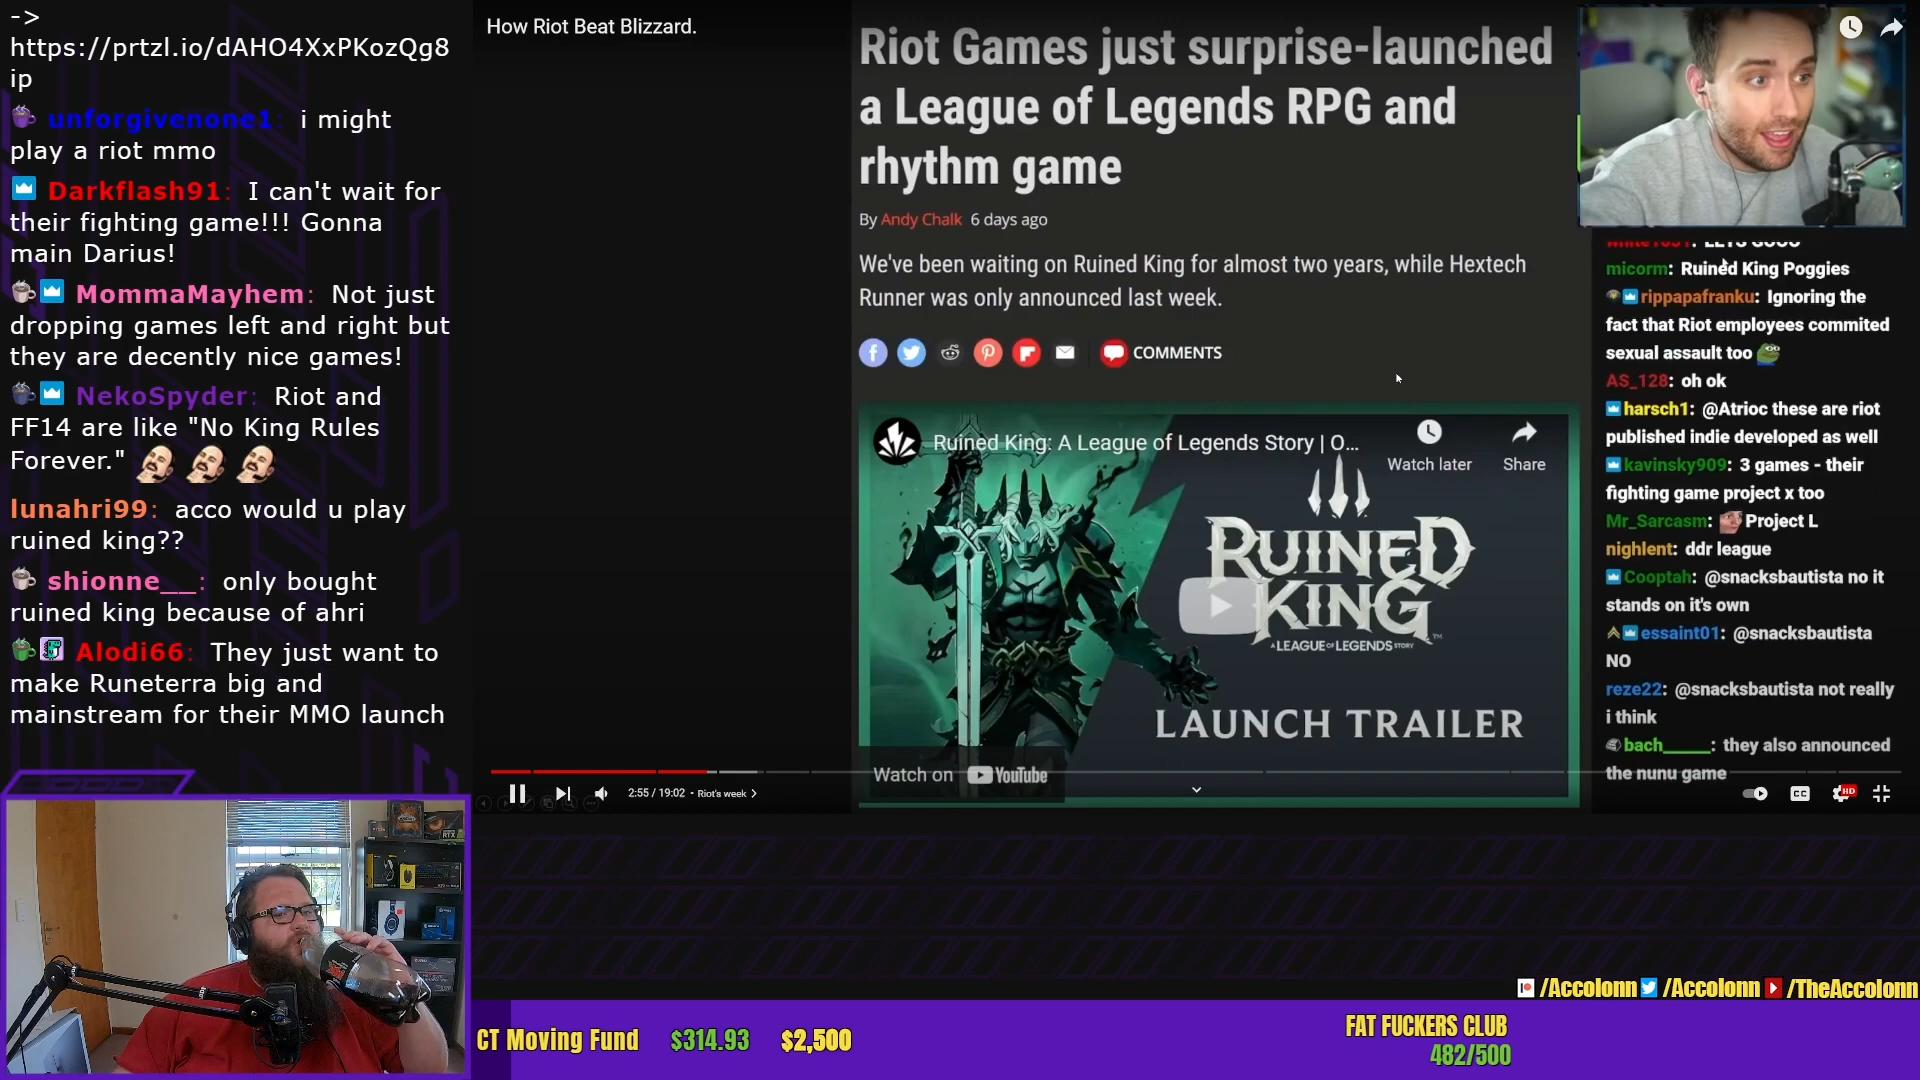 ->
https://prtzl.io/dAHO4XxPKozQg8
ip
unforgivenone1: i might
play a riot mmo
Darkflash91: I can't wait for
their fighting game!!! Gonna
main Darius!
MommaMayhem: Not just
dropping games left and right but
they are decently nice games!
NekoSpyder: Riot and
FF14 are like "No King Rules
Forever."
lunahri99: acco would u play
ruined king??
shionne__: only bought
ruined king because of ahri
Alodi66: They just want to
make Runeterra big and
mainstream for their MMO launch
How Riot Beat Blizzard.
Riot Games just surprise-launched
a League of Legends RPG and
rhythm game
By Andy Chalk 6 days ago
We've been waiting on Ruined King for almost two years, while Hextech
Runner was only announced last week.
COMMENTS
Ruined King: A League of Legends Story | O...
Watch later
Share
RUINED
KING
A LEAGUE OF LEGENDS STORY
LAUNCH TRAILER
Watch on YouTube
2:55 / 19:02 • Riot's week
CC
HD
LETS GOOO
micorm: Ruined King Poggies
rippapafranku: Ignoring the
fact that Riot employees commited
sexual assault too
AS_128: oh ok
harsch1: @Atrioc these are riot
published indie developed as well
kavinsky909: 3 games - their
fighting game project x too
Mr_Sarcasm: Project L
nighlent: ddr league
Cooptah: @snacksbautista no it
stands on it's own
essaint01: @snacksbautista
NO
reze22: @snacksbautista not really
i think
bach_____: they also announced
the nunu game
/Accolonn /Accolonn /TheAccolonn
CT Moving Fund $314.93 $2,500
FAT FUCKERS CLUB
482/500